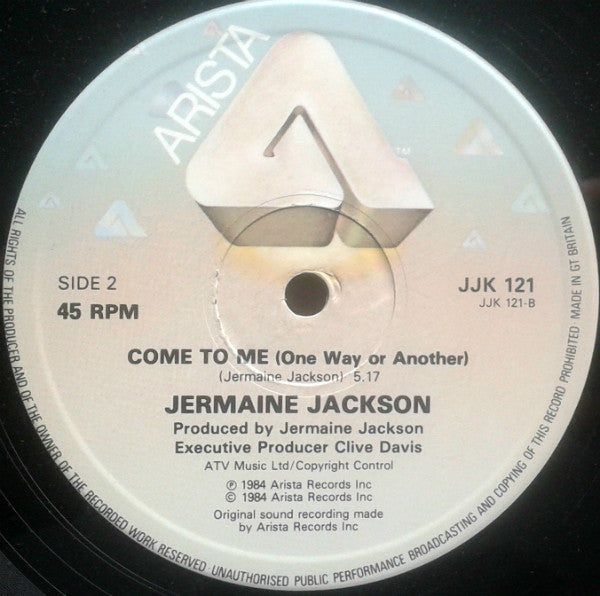 ARISTA
TM
SIDE 2
45 RPM
JJK 121
JJK 121-B
COME TO ME (One Way or Another)
(Jermaine Jackson) 5.17
JERMAINE JACKSON
Produced by Jermaine Jackson
Executive Producer Clive Davis
ATV Music Ltd/Copyright Control
℗ 1984 Arista Records Inc
© 1984 Arista Records Inc
Original sound recording made
by Arista Records Inc
ALL RIGHTS OF THE PRODUCER AND OF THE OWNER OF THE RECORDED WORK RESERVED. UNAUTHORISED PUBLIC PERFORMANCE BROADCASTING AND COPYING OF THIS RECORD PROHIBITED. MADE IN GT BRITAIN